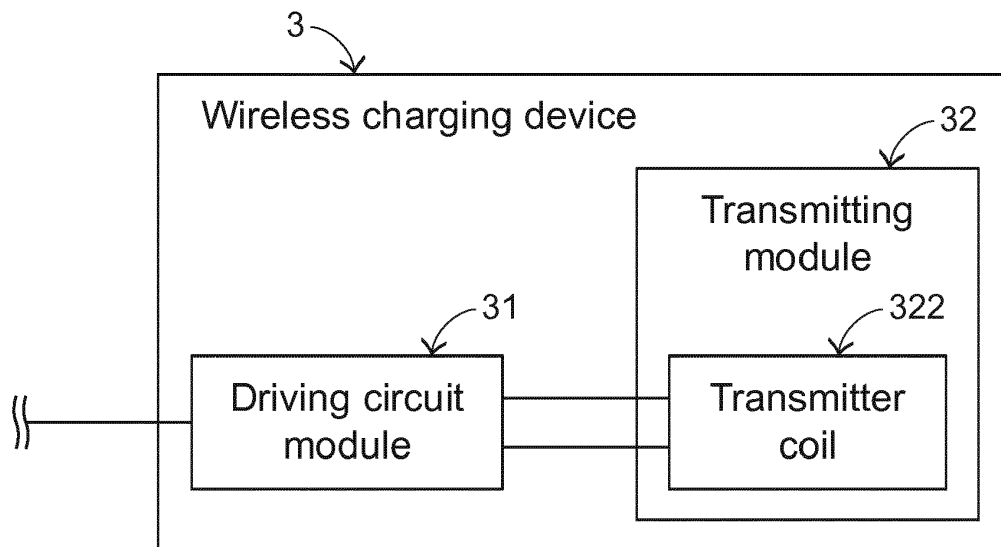 3
Wireless charging device
32
Transmitting
module
31
322
Driving circuit
module
Transmitter
coil